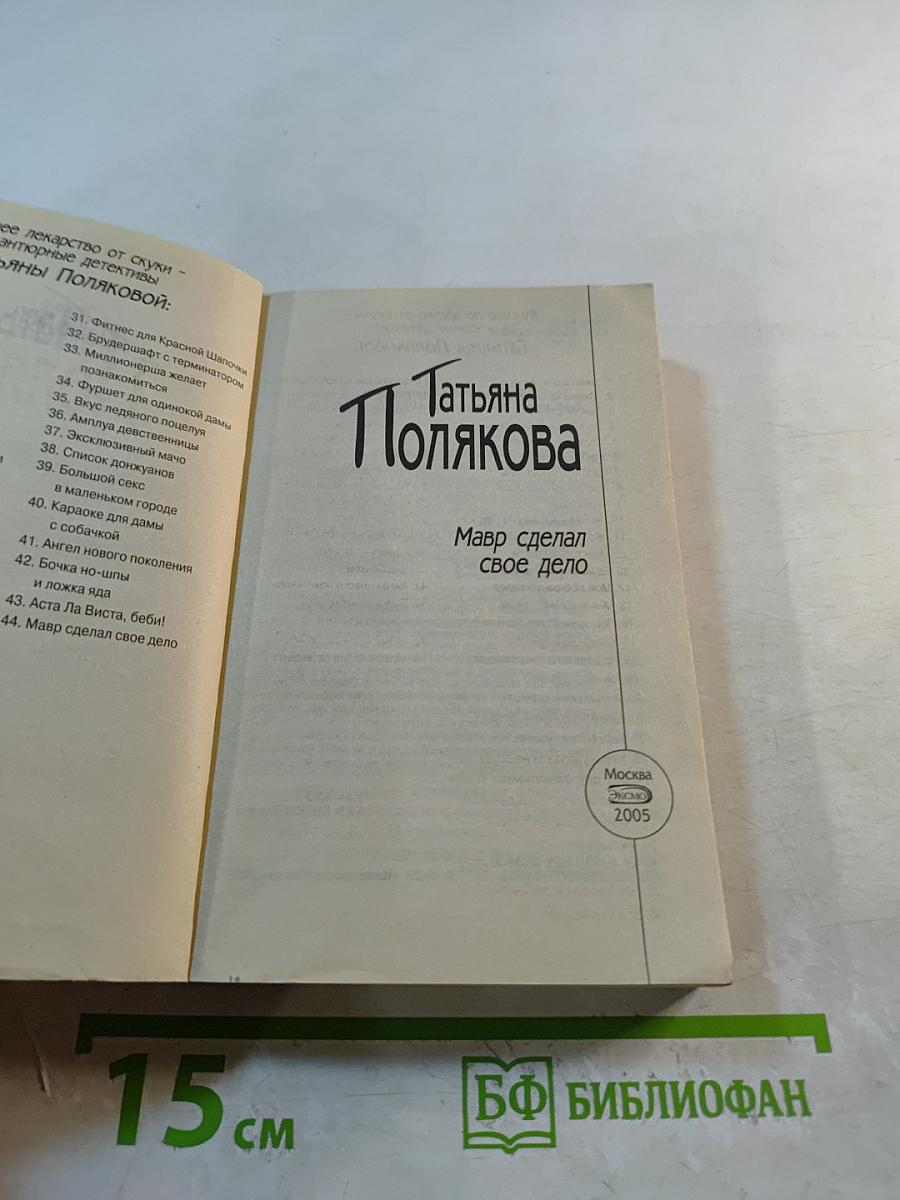 лекарство от скуки –
детективы
Поляковой:
31. Фитнес для Красной Шапочки
32. Брудершафт с терминатором
33. Миллионерша желает
познакомиться
34. Фуршет для одинокой дамы
35. Вкус ледяного поцелуя
36. Амплуа девственницы
37. Эксклюзивный мачо
38. Список донжуанов
39. Большой секс
в маленьком городе
40. Караоке для дамы
с собачкой
41. Ангел нового поколения
42. Бочка но-шпы
и ложка яда
43. Аста Ла Виста, беби!
44. Мавр сделал свое дело
Татьяна
Полякова
Мавр сделал
свое дело
Москва
Эксмо
2005
15 см
БФ БИБЛИОФАН